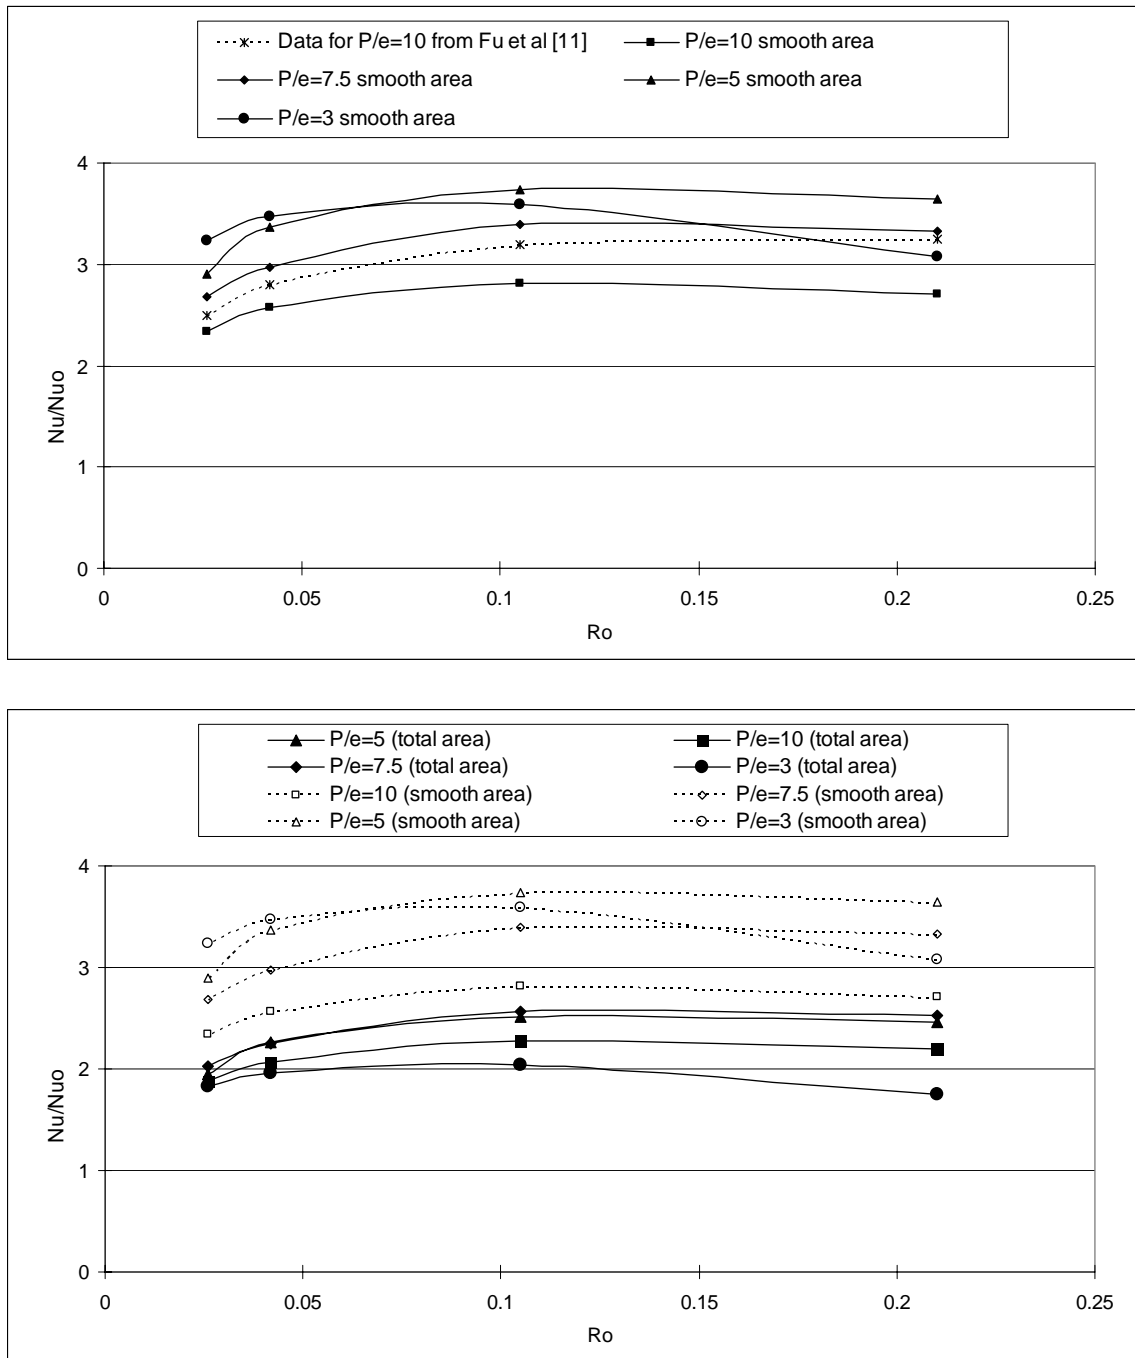 Data for P/e=10 from Fu et al [11] P/e=10 smooth area
P/e=7.5 smooth area P/e=5 smooth area
P/e=3 smooth area
4
3
2
1
0
Nu/Nuo
0 0.05 0.1 0.15 0.2 0.25
Ro
P/e=5 (total area) P/e=10 (total area)
P/e=7.5 (total area) P/e=3 (total area)
P/e=10 (smooth area) P/e=7.5 (smooth area)
P/e=5 (smooth area) P/e=3 (smooth area)
4
3
2
1
0
Nu/Nuo
0 0.05 0.1 0.15 0.2 0.25
Ro